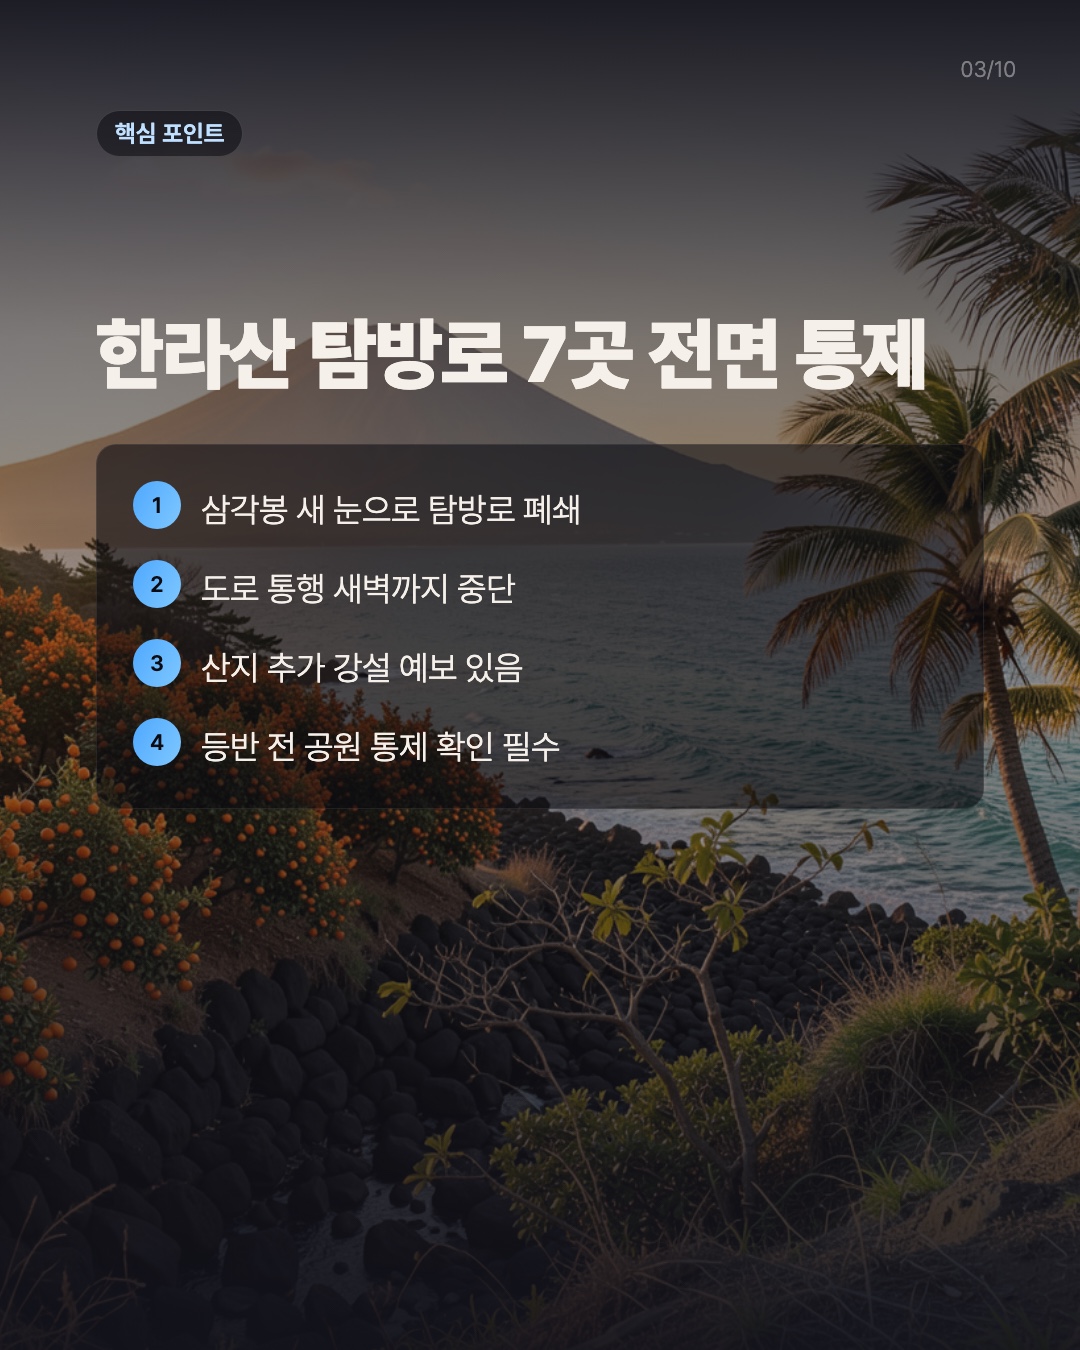 03/10
핵심 포인트
한라산 탐방로 7곳 전면 통제
1 삼각봉 새 눈으로 탐방로 폐쇄
2 도로 통행 새벽까지 중단
3 산지 추가 강설 예보 있음
4 등반 전 공원 통제 확인 필수